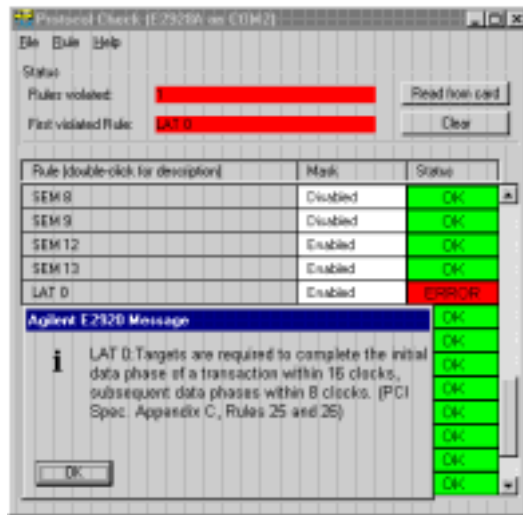 Protocol Check (E2928A on COM2)
File Rule Help
Status
Rules violated: 1 Read from card
First violated Rule: LAT 0 Clear
Rule (double-click for description) Mask Status
SEM 8 Disabled OK
SEM 9 Disabled OK
SEM 12 Enabled OK
SEM 13 Enabled OK
LAT 0 Enabled ERROR
Agilent E2920 Message OK
OK
LAT 0:Targets are required to complete the initial
data phase of a transaction within 16 clocks, OK
subsequent data phases within 8 clocks. (PCI OK
Spec. Appendix C, Rules 25 and 26) OK
OK
OK OK
OK